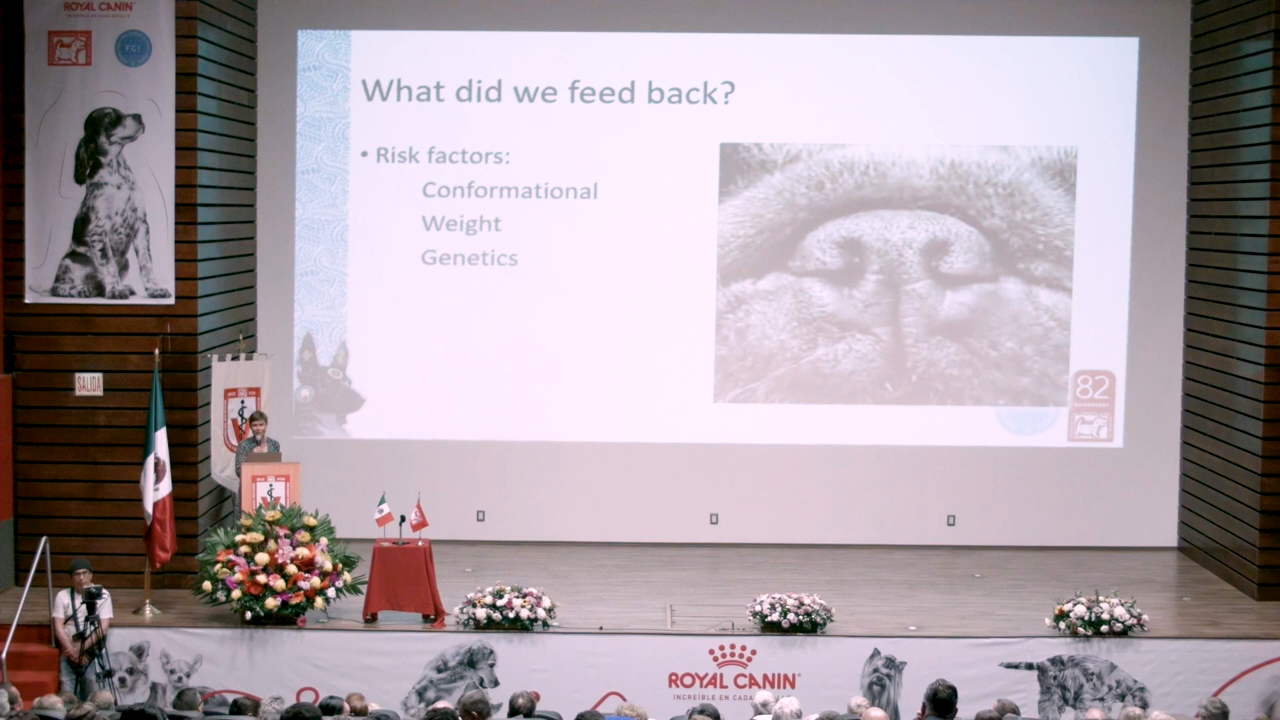 ROYAL CANIN
FCI
What did we feed back?
• Risk factors:
Conformational
Weight
Genetics
82
SALIDA
ROYAL CANIN
INCREÍBLE EN CADA